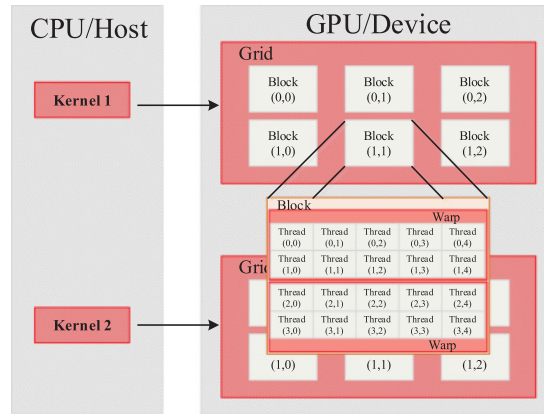 CPU/Host
GPU/Device
Grid
Kernel 1
Block
(0,0)
Block
(0,1)
Block
(0,2)
Block
(1,0)
Block
(1,1)
Block
(1,2)
Block
Warp
Thread
(0,0)
Thread
(0,1)
Thread
(0,2)
Thread
(0,3)
Thread
(0,4)
Thread
(1,0)
Thread
(1,1)
Thread
(1,2)
Thread
(1,3)
Thread
(1,4)
Grid
Kernel 2
Thread
(2,0)
Thread
(2,1)
Thread
(2,2)
Thread
(2,3)
Thread
(2,4)
Thread
(3,0)
Thread
(3,1)
Thread
(3,2)
Thread
(3,3)
Thread
(3,4)
Warp
(1,0)
(1,1)
(1,2)